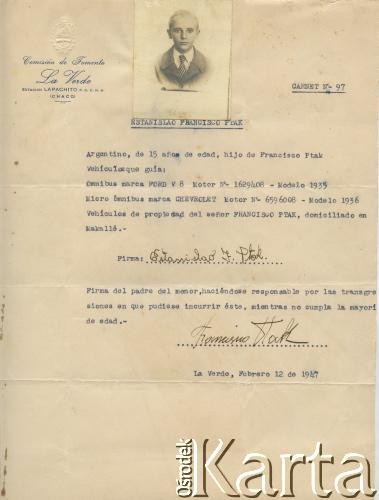 Comisión de Fomento
La Verde
ESTACION LAPACHITO F.C.C.N.A.
(CHACO)
CARNET Nº- 97
ESTANISLAO FRANCISCO PTAK
Argentino, de 15 años de edad, hijo de Francisco Ptak
Vehículos que guía:
Ómnibus marca FORD V 8 Motor Nº- 1629408 - Modelo 1935
Micro ómnibus marca CHEVROLET Motor Nº- 6596008 - Modelo 1936
Vehículos de propiedad del señor FRANCISCO PTAK, domiciliado en
Makallé.-
Firma: Estanislao F. Ptak.
Firma del padre del menor, haciéndose responsable por las transgre
siones en que pudiese incurrir éste, mientras no cumpla la mayorí
de edad.-
Francisco Ptak
La Verde, Febrero 12 de 1947
Ośrodek
Karta